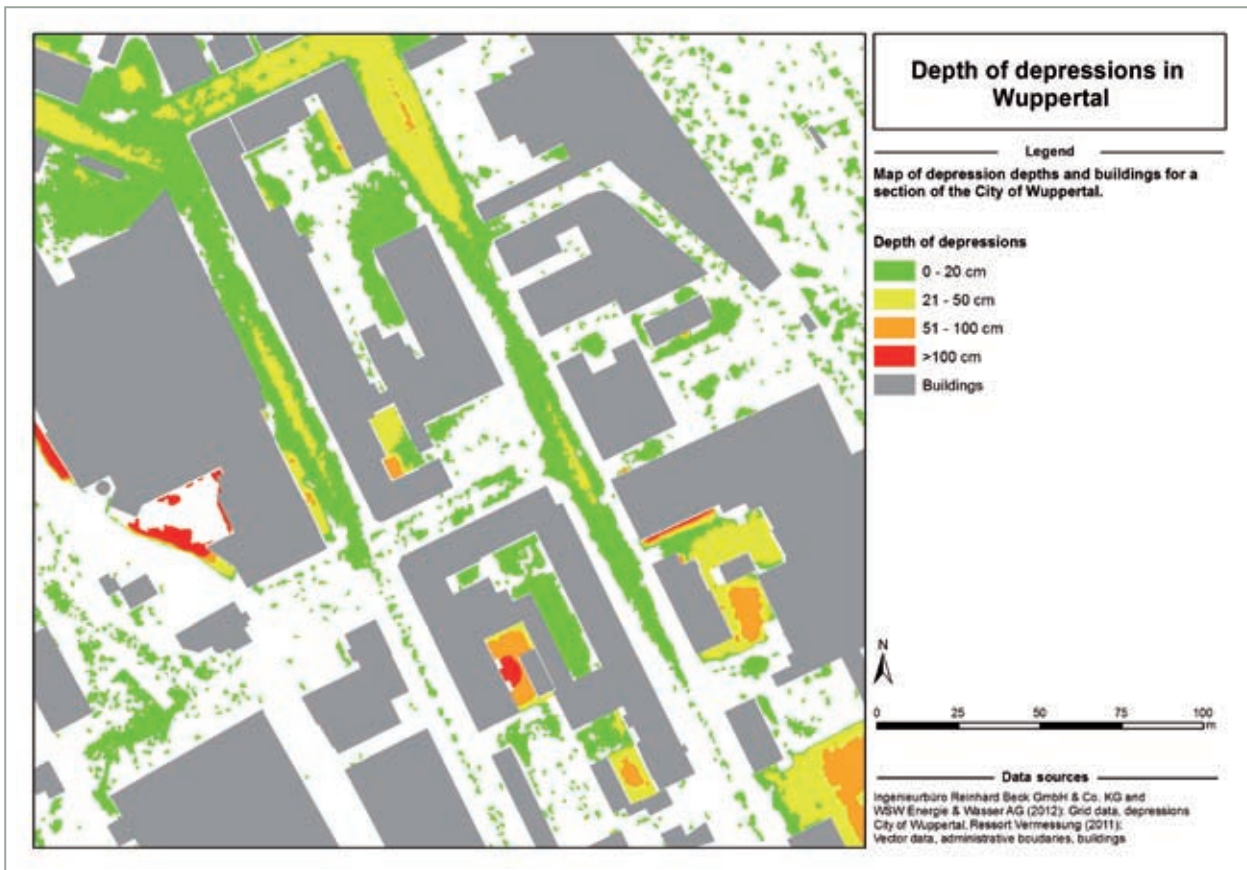 Depth of depressions in
Wuppertal
Legend
Map of depression depths and buildings for a
section of the City of Wuppertal.
Depth of depressions
0 - 20 cm
21 - 50 cm
51 - 100 cm
>100 cm
Buildings
N
0 25 50 75 100
m
Data sources
Ingenieurbüro Reinhard Beck GmbH & Co. KG and
WSW Energie & Wasser AG (2012): Grid data, depressions
City of Wuppertal, Ressort Vermessung (2011):
Vector data, administrative boudaries, buildings